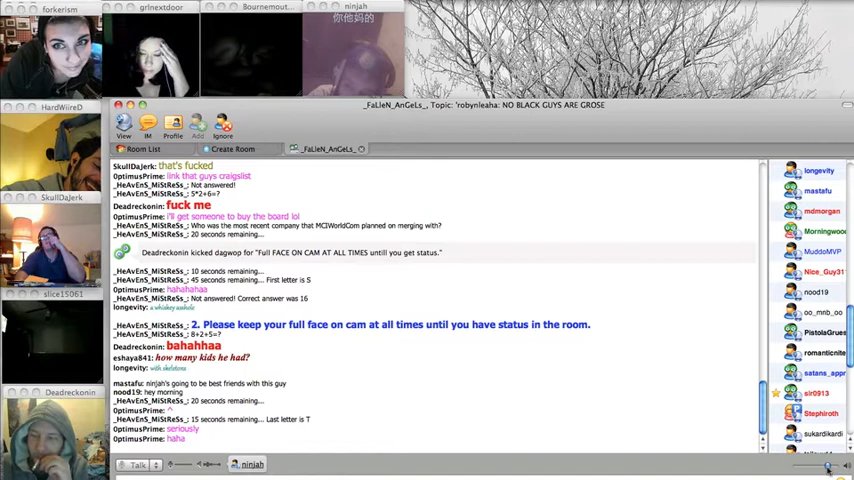 forkerism
grlnextdoor
Bournemout...
ninjah
你他妈的
HardWiireD
_FaLleN_AnGeLs_, Topic: 'robynleaha: NO BLACK GUYS ARE GROSE
View
IM
Profile
Add
Ignore
Room List
Create Room
_FaLleN_AnGeLs_
SkullDaJerk: that's fucked
OptimusPrime: link that guys craigslist
_HeAvEnS_MiStReSs_: Not answered!
_HeAvEnS_MiStReSs_: 5*2+6=?
Deadreckonin: fuck me
OptimusPrime: i'll get someone to buy the board lol
_HeAvEnS_MiStReSs_: Who was the most recent company that MCIWorldCom planned on merging with?
_HeAvEnS_MiStReSs_: 20 seconds remaining...
Deadreckonin kicked dagwop for "Full FACE ON CAM AT ALL TIMES untill you get status."
_HeAvEnS_MiStReSs_: 10 seconds remaining...
_HeAvEnS_MiStReSs_: 45 seconds remaining... First letter is S
OptimusPrime: hahahahaha
_HeAvEnS_MiStReSs_: Not answered! Correct answer was 16
longevity: a whiskey asshole
_HeAvEnS_MiStReSs_: 2. Please keep your full face on cam at all times until you have status in the room.
_HeAvEnS_MiStReSs_: 8+2+5=?
Deadreckonin: bahahhaa
eshaya841: how many kids he had?
longevity: with skeletons
mastafu: ninjah's going to be best friends with this guy
nood19: hey morning
_HeAvEnS_MiStReSs_: 20 seconds remaining...
OptimusPrime: ^
_HeAvEnS_MiStReSs_: 15 seconds remaining... Last letter is T
OptimusPrime: seriously
OptimusPrime: haha
Talk
ninjah
longevity
mastafu
mdmorgan
Morningwoo
MuddoMVP
Nice_Guy31
nood19
oo_mnb_oo
PistolaGrues
romanticnite
satans_appr
sir0913
Stephiroth
sukardikardi
SkullDaJerk
slice15061
Deadreckonin